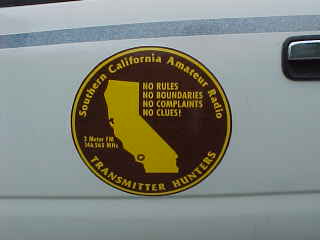 Southern California Amateur Radio
NO RULES
NO BOUNDARIES
NO COMPLAINTS
NO CLUES!
2 Meter FM
146.565 MHz
TRANSMITTER HUNTERS